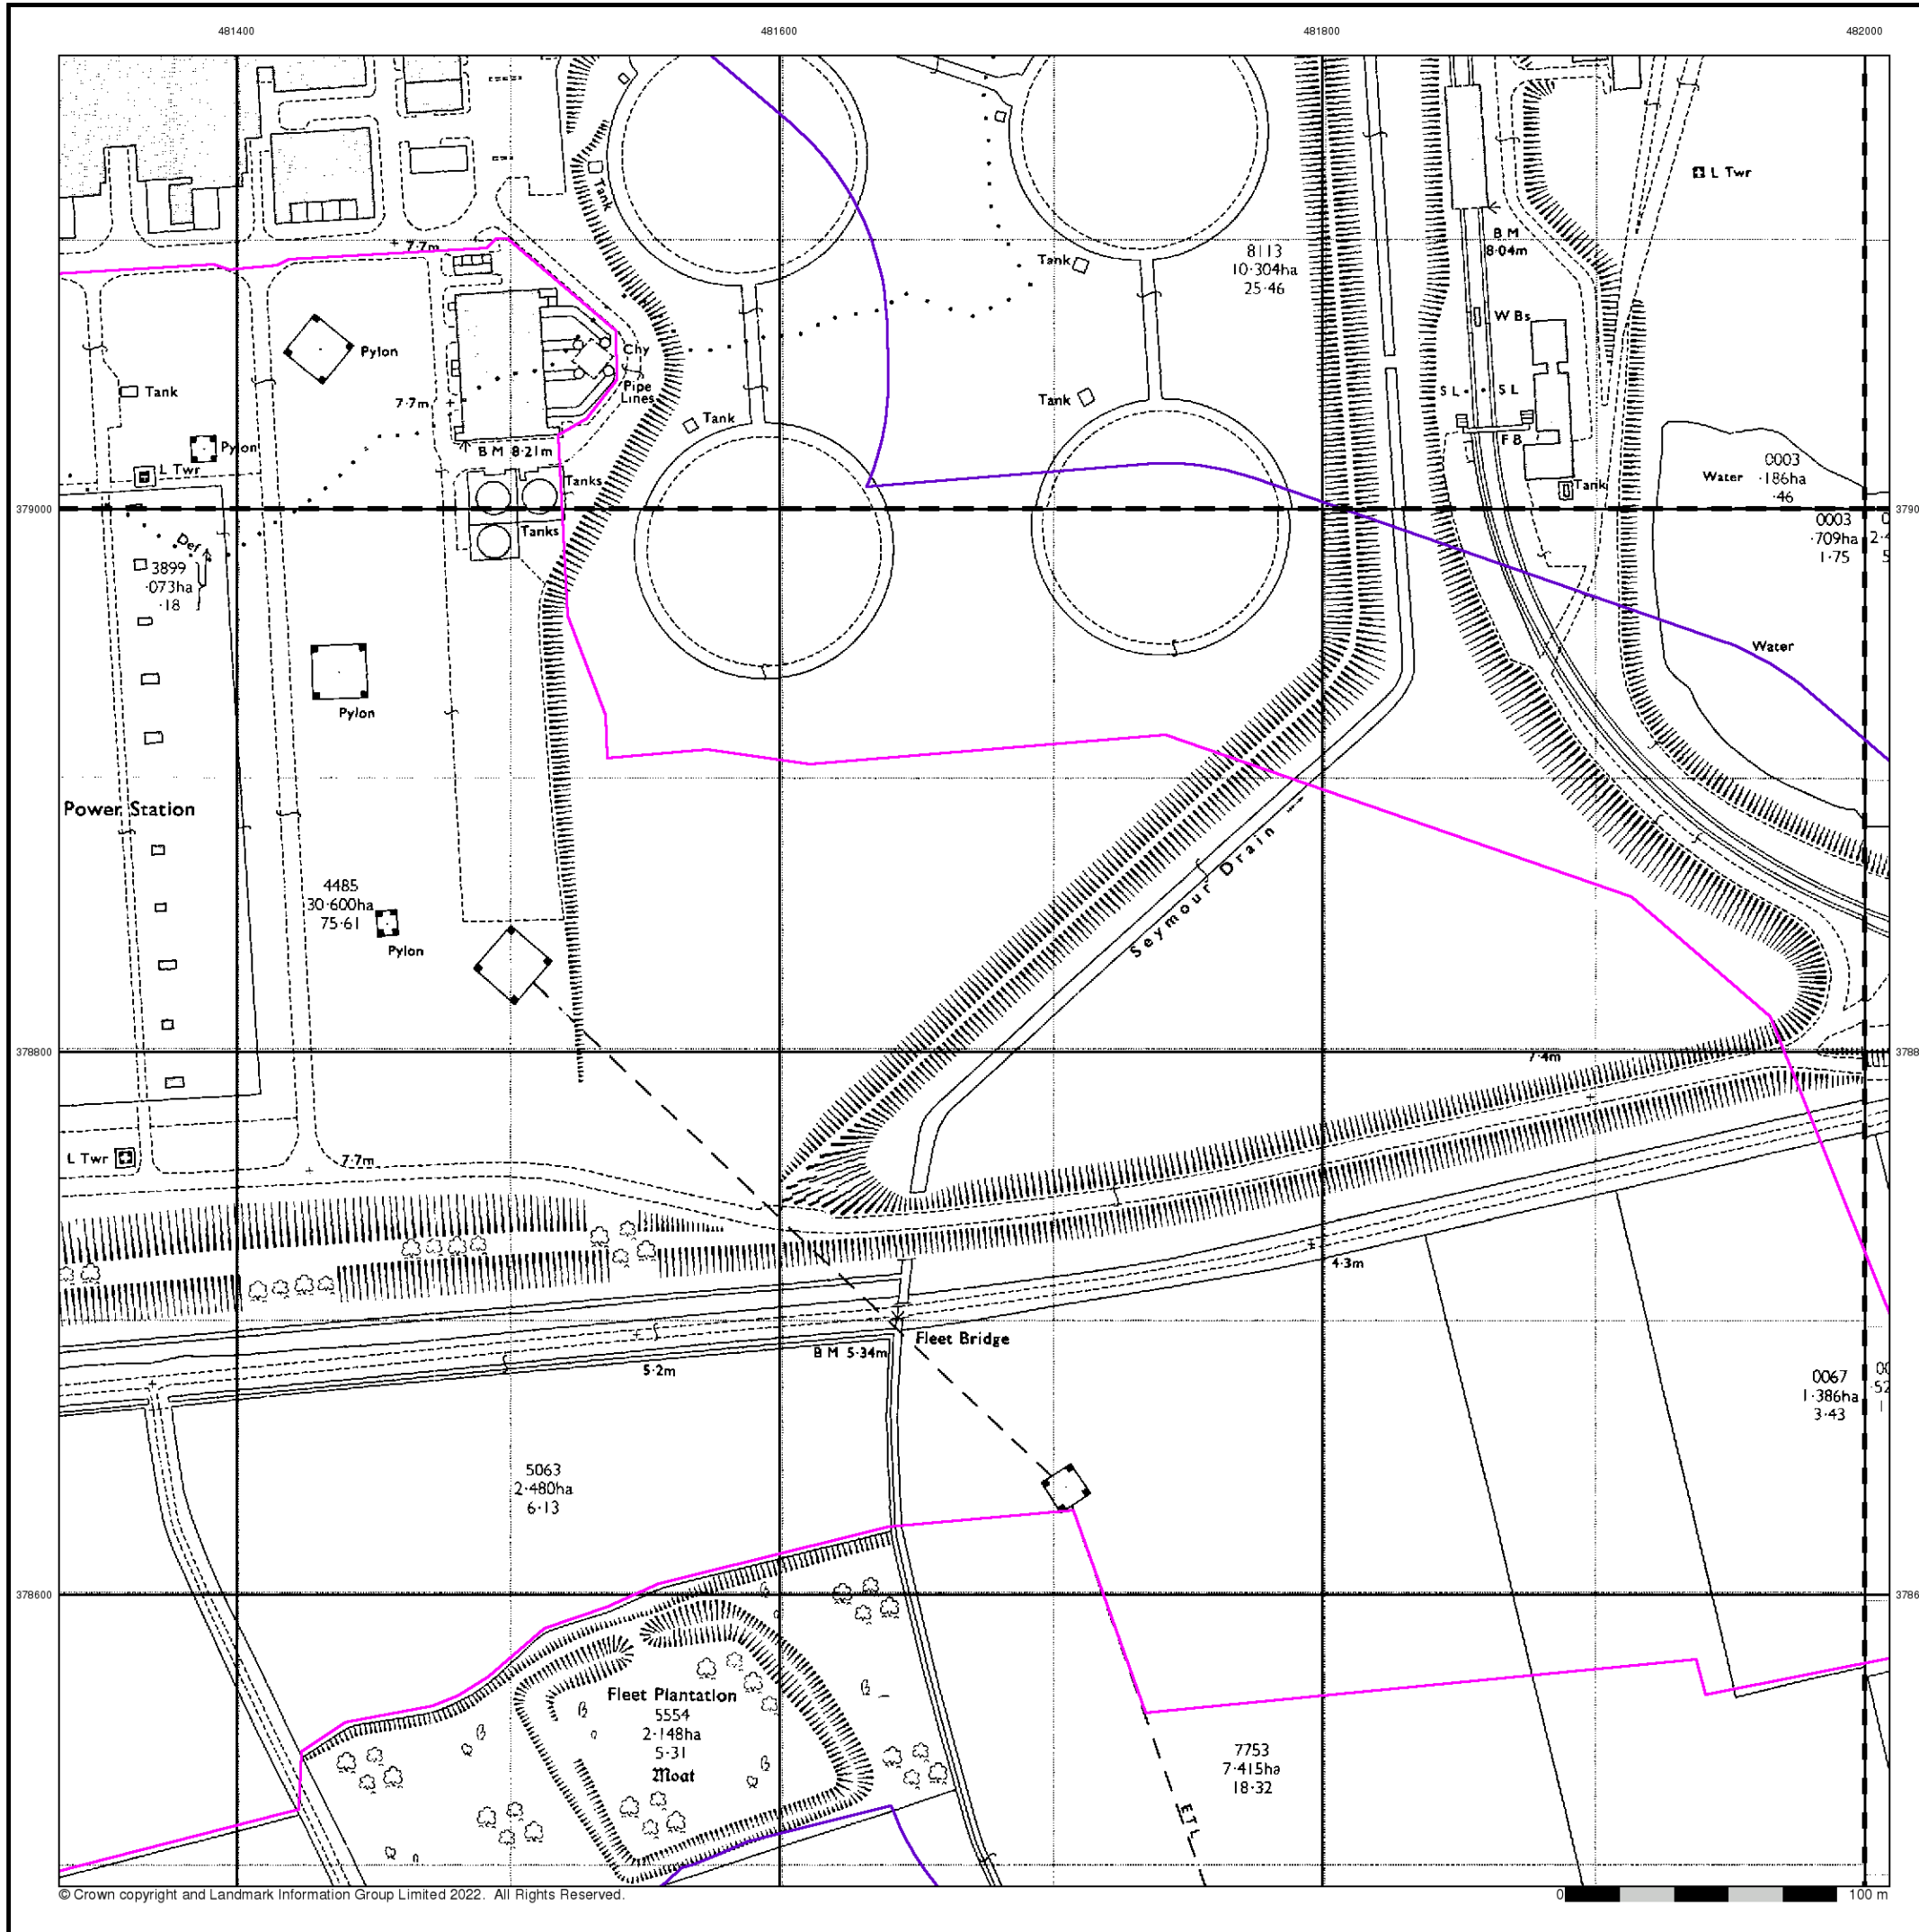 481400
481600
481800
482000
L Twr
Tank
7·7m
B M
8·04m
8113
10·304ha
25·46
Tank
W Bs
Chy
Pylon
Pipe
Lines
Tank
7·7m
S L
S L
Tank
Tank
F B
Pylon
B M 8·21m
L Twr
Tanks
0003
·186ha
·46
Water
Tank
379000
Tanks
0003
·709ha
1·75
Def
3899
·073ha
·18
Water
Pylon
Power Station
Seymour Drain
4485
30·600ha
75·61
Pylon
378800
7·4m
L Twr
7·7m
4·3m
Fleet Bridge
B M 5·34m
5·2m
0067
1·386ha
3·43
5063
2·480ha
6·13
378600
Fleet Plantation
5554
2·148ha
5·31
Moat
7753
7·415ha
18·32
ETL
© Crown copyright and Landmark Information Group Limited 2022. All Rights Reserved.
0
100 m